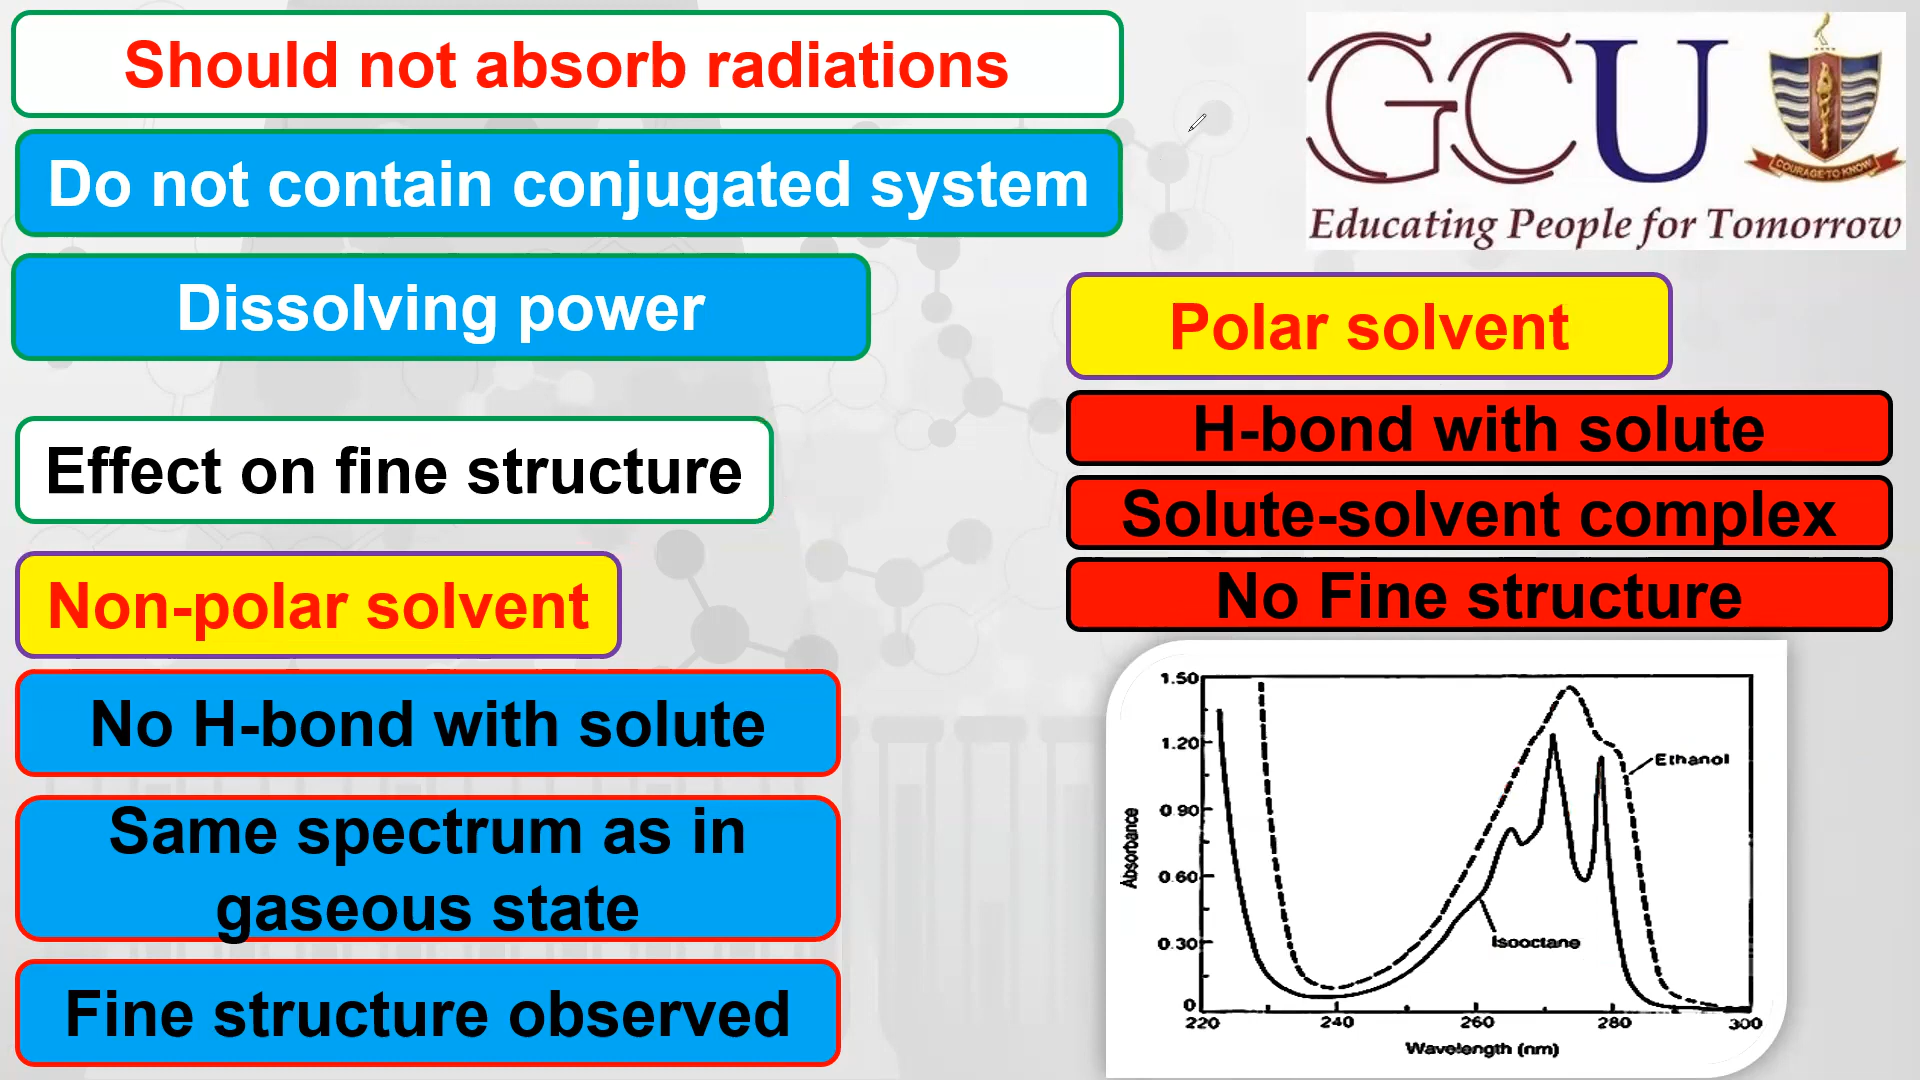 Should not absorb radiations
Do not contain conjugated system
Dissolving power
Effect on fine structure
Non-polar solvent
No H-bond with solute
Same spectrum as in
gaseous state
Fine structure observed
GCU
COURAGE TO KNOW
Educating People for Tomorrow
Polar solvent
H-bond with solute
Solute-solvent complex
No Fine structure
1.50
1.20
0.90
0.60
0.30
0
Absorbance
Ethanol
Isooctane
220 240 260 280 300
Wavelength (nm)